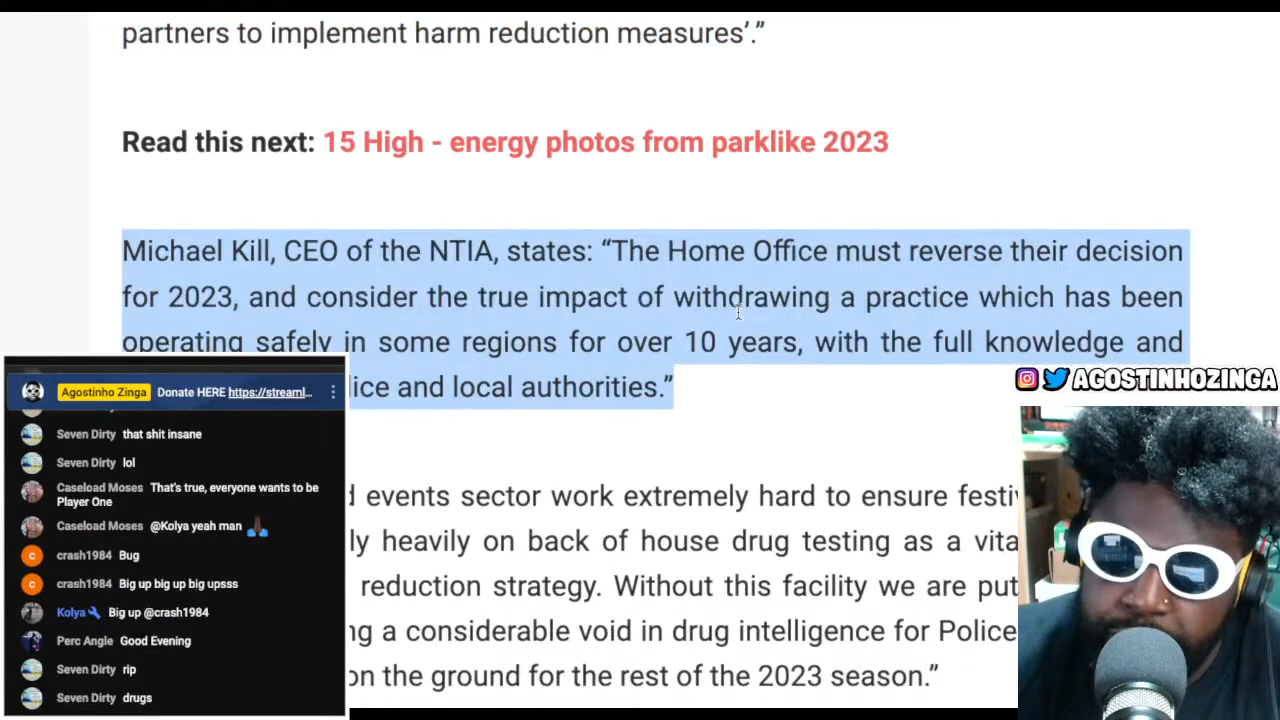 partners to implement harm reduction measures’.”
Read this next: 15 High - energy photos from parklike 2023
Michael Kill, CEO of the NTIA, states: “The Home Office must reverse their decision
for 2023, and consider the true impact of withdrawing a practice which has been
operating safely in some regions for over 10 years, with the full knowledge and
lice and local authorities.”
d events sector work extremely hard to ensure festiv
ly heavily on back of house drug testing as a vita
reduction strategy. Without this facility we are put
ng a considerable void in drug intelligence for Police
on the ground for the rest of the 2023 season.”
Agostinho Zinga Donate HERE https://streaml...
Seven Dirty that shit insane
Seven Dirty lol
Caseload Moses That's true, everyone wants to be
Player One
Caseload Moses @Kolya yeah man 🙏🏿
crash1984 Bug
crash1984 Big up big up big upsss
Kolya Big up @crash1984
Perc Angle Good Evening
Seven Dirty rip
Seven Dirty drugs
AGOSTINHOZINGA